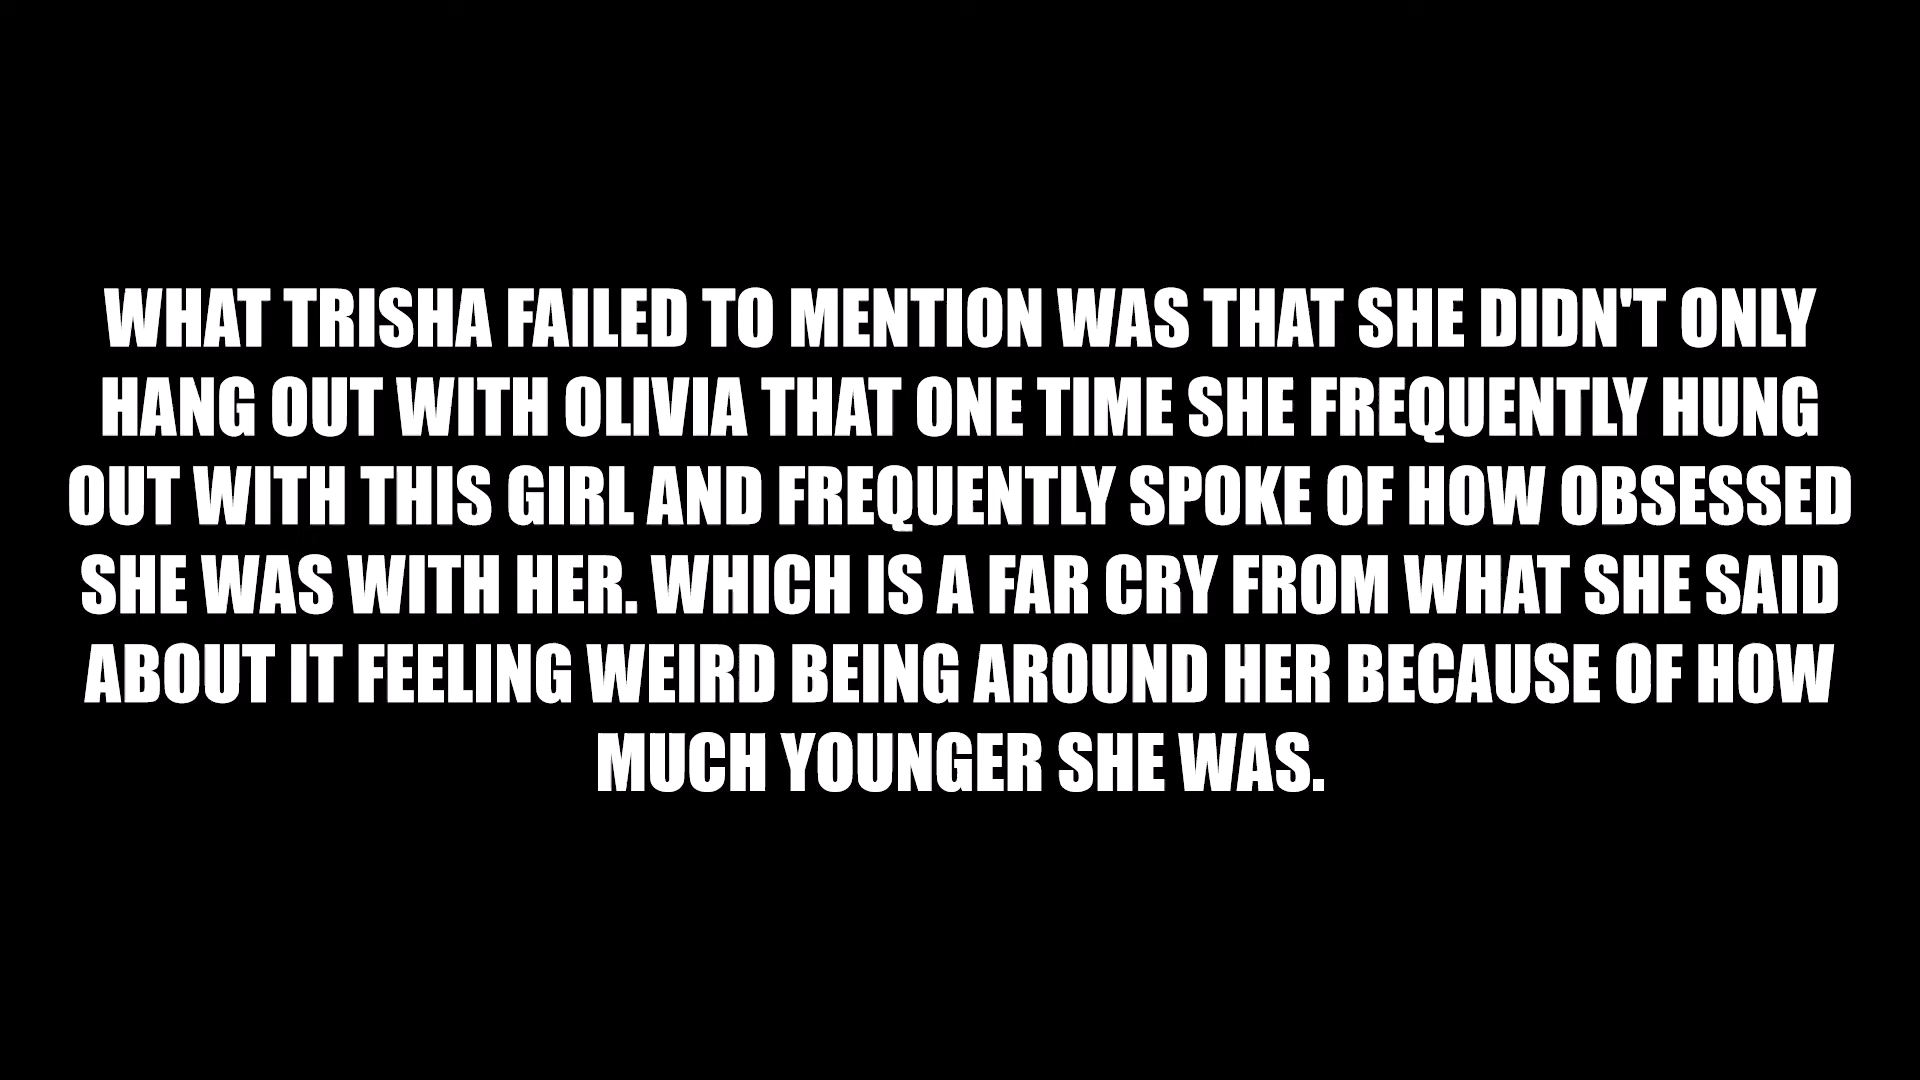 WHAT TRISHA FAILED TO MENTION WAS THAT SHE DIDN'T ONLY
HANG OUT WITH OLIVIA THAT ONE TIME SHE FREQUENTLY HUNG
OUT WITH THIS GIRL AND FREQUENTLY SPOKE OF HOW OBSESSED
SHE WAS WITH HER. WHICH IS A FAR CRY FROM WHAT SHE SAID
ABOUT IT FEELING WEIRD BEING AROUND HER BECAUSE OF HOW
MUCH YOUNGER SHE WAS.